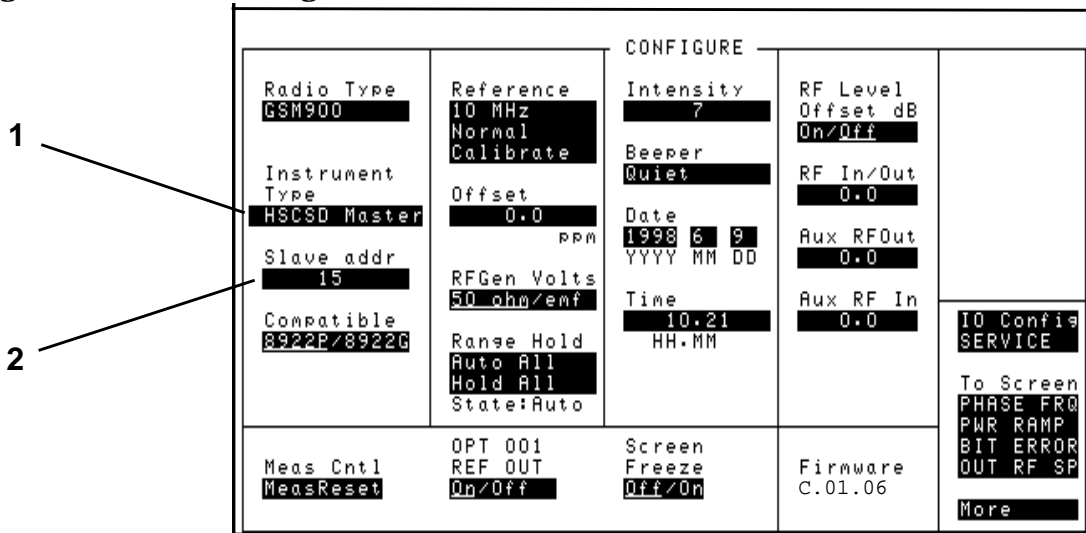 CONFIGURE
1
2
Radio Type
GSM900
Instrument
Type
HSCSD Master
Slave addr
15
Compatible
8922P/8922G
Reference
10 MHz
Normal
Calibrate
Offset
0.0
ppm
RFGen Volts
50 ohm/emf
Range Hold
Auto All
Hold All
State:Auto
Intensity
7
Beeper
Quiet
Date
1998 6 9
YYYY MM DD
Time
10.21
HH.MM
RF Level
Offset dB
On/Off
RF In/Out
0.0
Aux RFOut
0.0
Aux RF In
0.0
IO Config
SERVICE
To Screen
PHASE FRQ
PWR RAMP
BIT ERROR
OUT RF SP
More
Meas Cntl
MeasReset
OPT 001
REF OUT
On/Off
Screen
Freeze
Off/On
Firmware
C.01.06